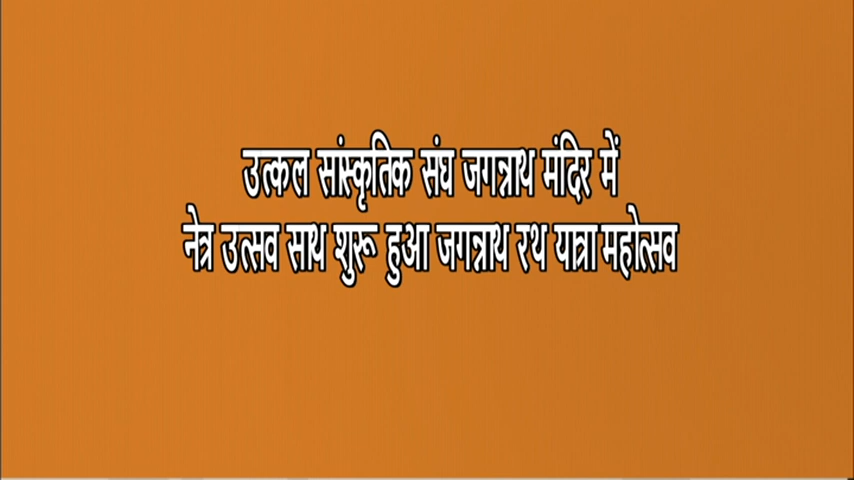 उत्कल सांस्कृतिक संघ जगन्नाथ मंदिर में
नेत्र उत्सव साथ शुरू हुआ जगन्नाथ रथ यात्रा महोत्सव